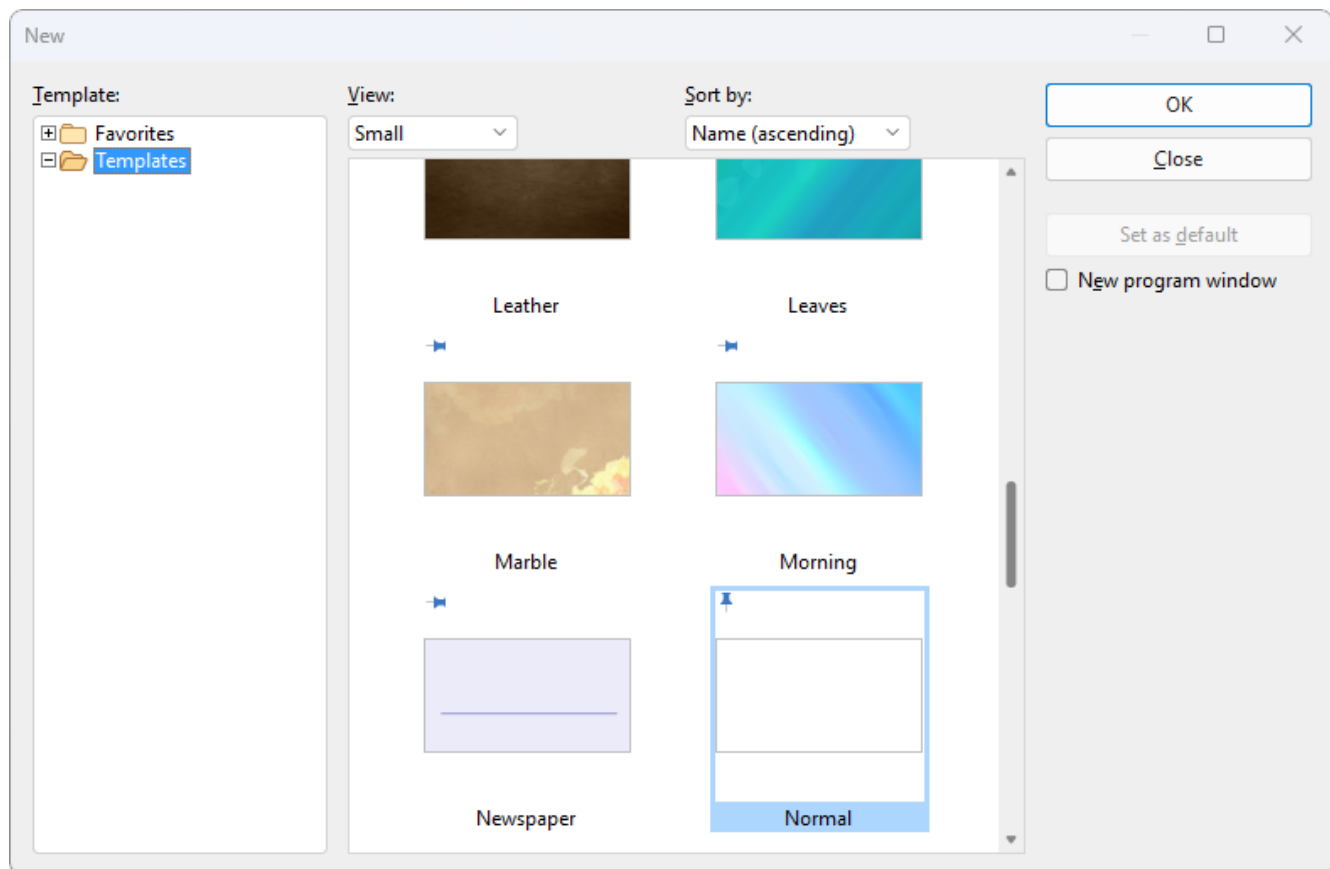 New
Template:
View:
Sort by:
OK
Favorites
Small
Name (ascending)
Templates
Close
Set as default
New program window
Leather
Leaves
Marble
Morning
Newspaper
Normal